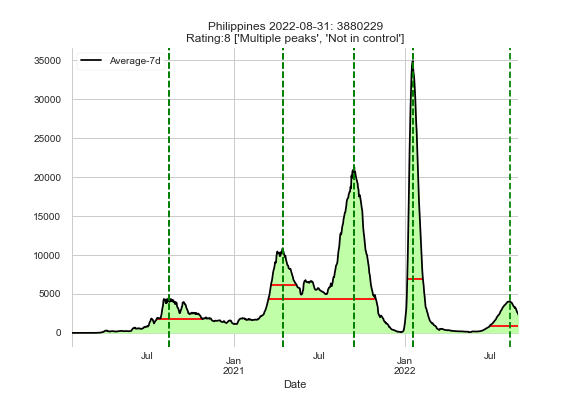 Philippines 2022-08-31: 3880229
Rating:8 ['Multiple peaks', 'Not in control']
Average-7d
35000
30000
25000
20000
15000
10000
5000
0
Jul
Jan
2021
Jul
Jan
2022
Jul
Date